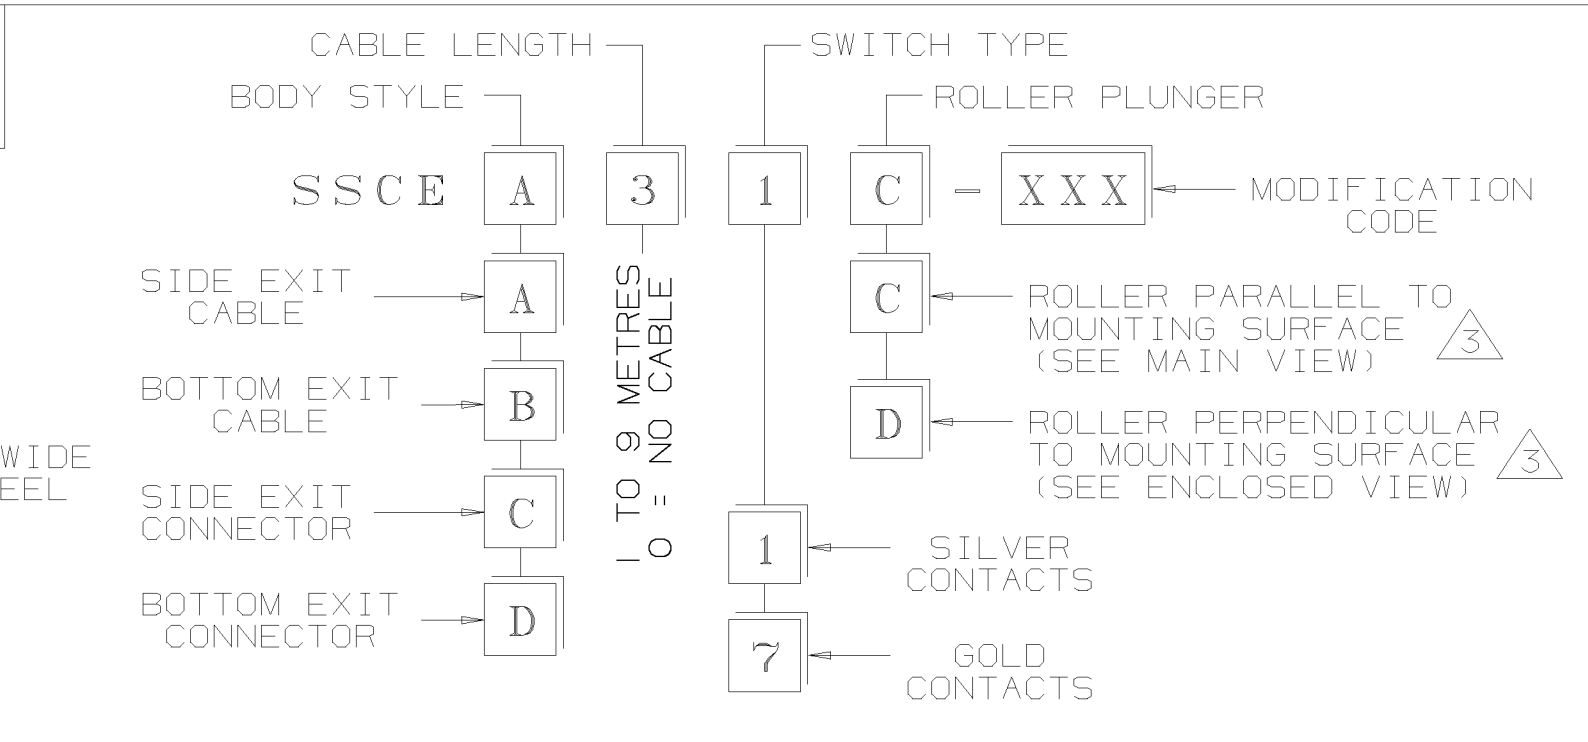 CABLE LENGTH
SWITCH TYPE
BODY STYLE
ROLLER PLUNGER
SSCE A 3 1 C - XXX
MODIFICATION
CODE
SIDE EXIT
CABLE
A
BOTTOM EXIT
CABLE
B
WIDE
EEL
SIDE EXIT
CONNECTOR
C
BOTTOM EXIT
CONNECTOR
D
1 TO 9 METRES
0 = NO CABLE
1
SILVER
CONTACTS
7
GOLD
CONTACTS
C
ROLLER PARALLEL TO
MOUNTING SURFACE
(SEE MAIN VIEW)
3
D
ROLLER PERPENDICULAR
TO MOUNTING SURFACE
(SEE ENCLOSED VIEW)
3